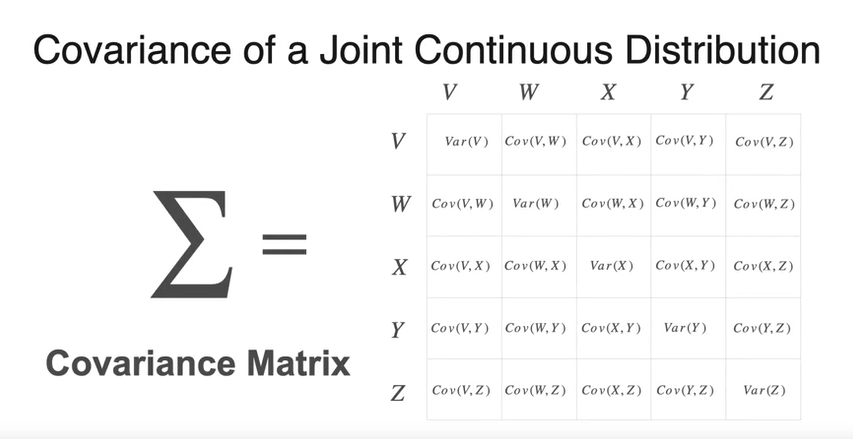 Covariance of a Joint Continuous Distribution
V W X Y Z
V Var(V) Cov(V,W) Cov(V,X) Cov(V,Y) Cov(V,Z)
W Cov(V,W) Var(W) Cov(W,X) Cov(W,Y) Cov(W,Z)
Σ =
X Cov(V,X) Cov(W,X) Var(X) Cov(X,Y) Cov(X,Z)
Y Cov(V,Y) Cov(W,Y) Cov(X,Y) Var(Y) Cov(Y,Z)
Covariance Matrix
Z Cov(V,Z) Cov(W,Z) Cov(X,Z) Cov(Y,Z) Var(Z)